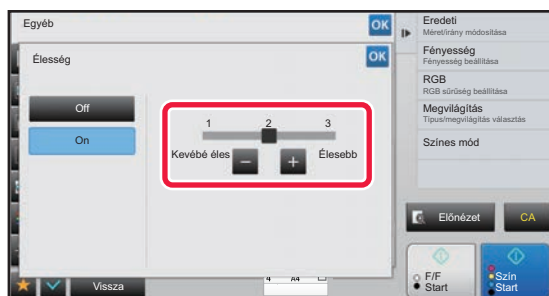 Egyéb
OK
Élesség
OK
Off
On
1 2 3
Kevébé éles
Élesebb
Eredeti
Méret/irány módosítása
Fényesség
Fényesség beállítása
RGB
RGB sűrűség beállítása
Megvilágítás
Típus/megvilágítás választás
Színes mód
Előnézet
CA
Vissza
4 A4
F/F
Start
Szín
Start